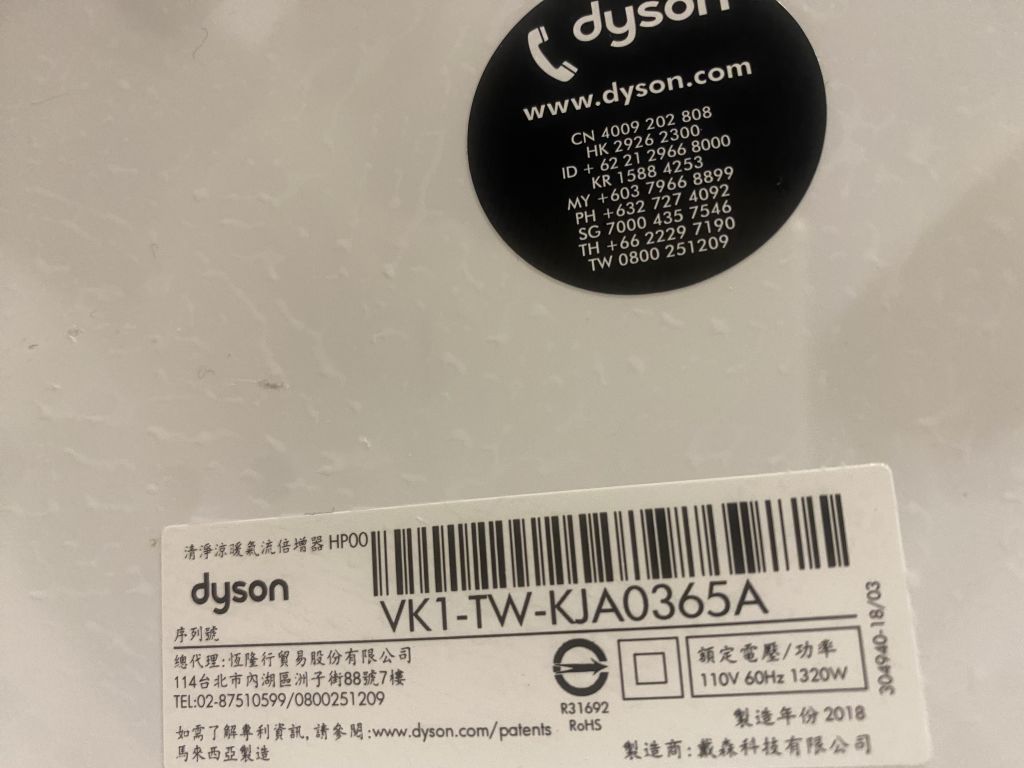 dyson
www.dyson.com
CN 4009 202 808
HK 2926 2300
ID + 62 21 2966 8000
KR 1588 4253
MY +603 7966 8899
PH +632 727 4092
SG 7000 435 7546
TH +66 2229 7190
TW 0800 251209
清淨涼暖氣流倍增器 HP00
dyson
VK1-TW-KJA0365A
序列號
總代理:恆隆行貿易股份有限公司
114台北市內湖區洲子街88號7樓
TEL:02-87510599/0800251209
如需了解專利資訊, 請參閱:www.dyson.com/patents
馬來西亞製造
R31692
RoHS
額定電壓/功率
110V 60Hz 1320W
製造年份 2018
製造商: 戴森科技有限公司
304940-18/03